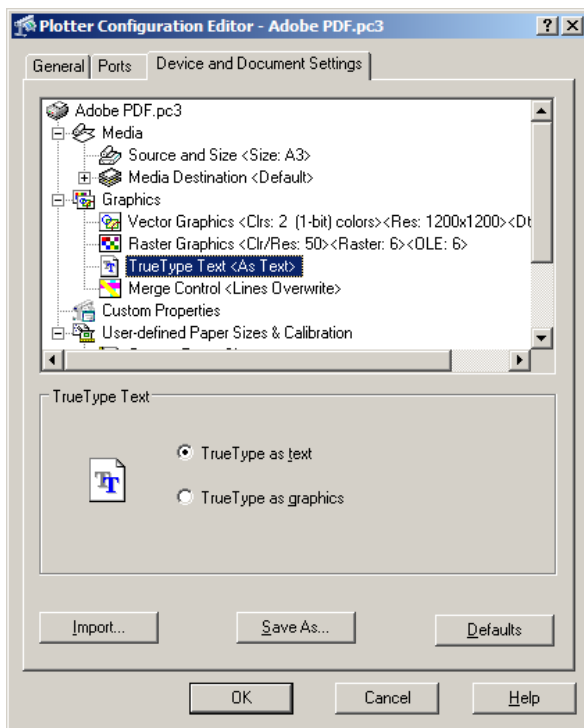 Plotter Configuration Editor - Adobe PDF.pc3
General Ports Device and Document Settings
Adobe PDF.pc3
Media
Source and Size <Size: A3>
Media Destination <Default>
Graphics
Vector Graphics <Clrs: 2 (1-bit) colors><Res: 1200x1200><Dt
Raster Graphics <Clr/Res: 50><Raster: 6><OLE: 6>
TrueType Text <As Text>
Merge Control <Lines Overwrite>
Custom Properties
User-defined Paper Sizes & Calibration
TrueType Text
TrueType as text
TrueType as graphics
Import... Save As... Defaults
OK Cancel Help